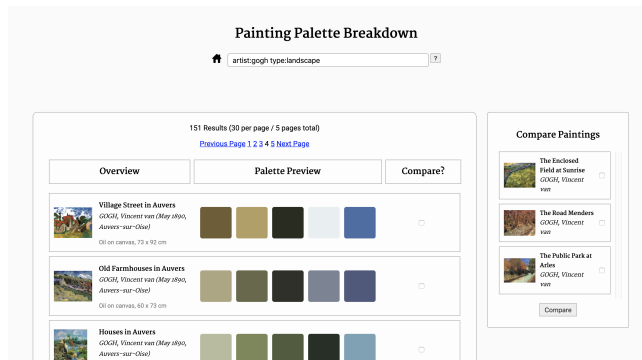 Painting Palette Breakdown
artist:gogh type:landscape
?
151 Results (30 per page / 5 pages total)
Previous Page 1 2 3 4 5 Next Page
Overview
Palette Preview
Compare?
Village Street in Auvers
GOGH, Vincent van (May 1890,
Auvers-sur-Oise)
Oil on canvas, 73 x 92 cm
Old Farmhouses in Auvers
GOGH, Vincent van (May 1890,
Auvers-sur-Oise)
Oil on canvas, 60 x 73 cm
Houses in Auvers
GOGH, Vincent van (May 1890,
Auvers-sur-Oise)
Compare Paintings
The Enclosed
Field at Sunrise
GOGH, Vincent
van
The Road Menders
GOGH, Vincent
van
The Public Park at
Arles
GOGH, Vincent
van
Compare